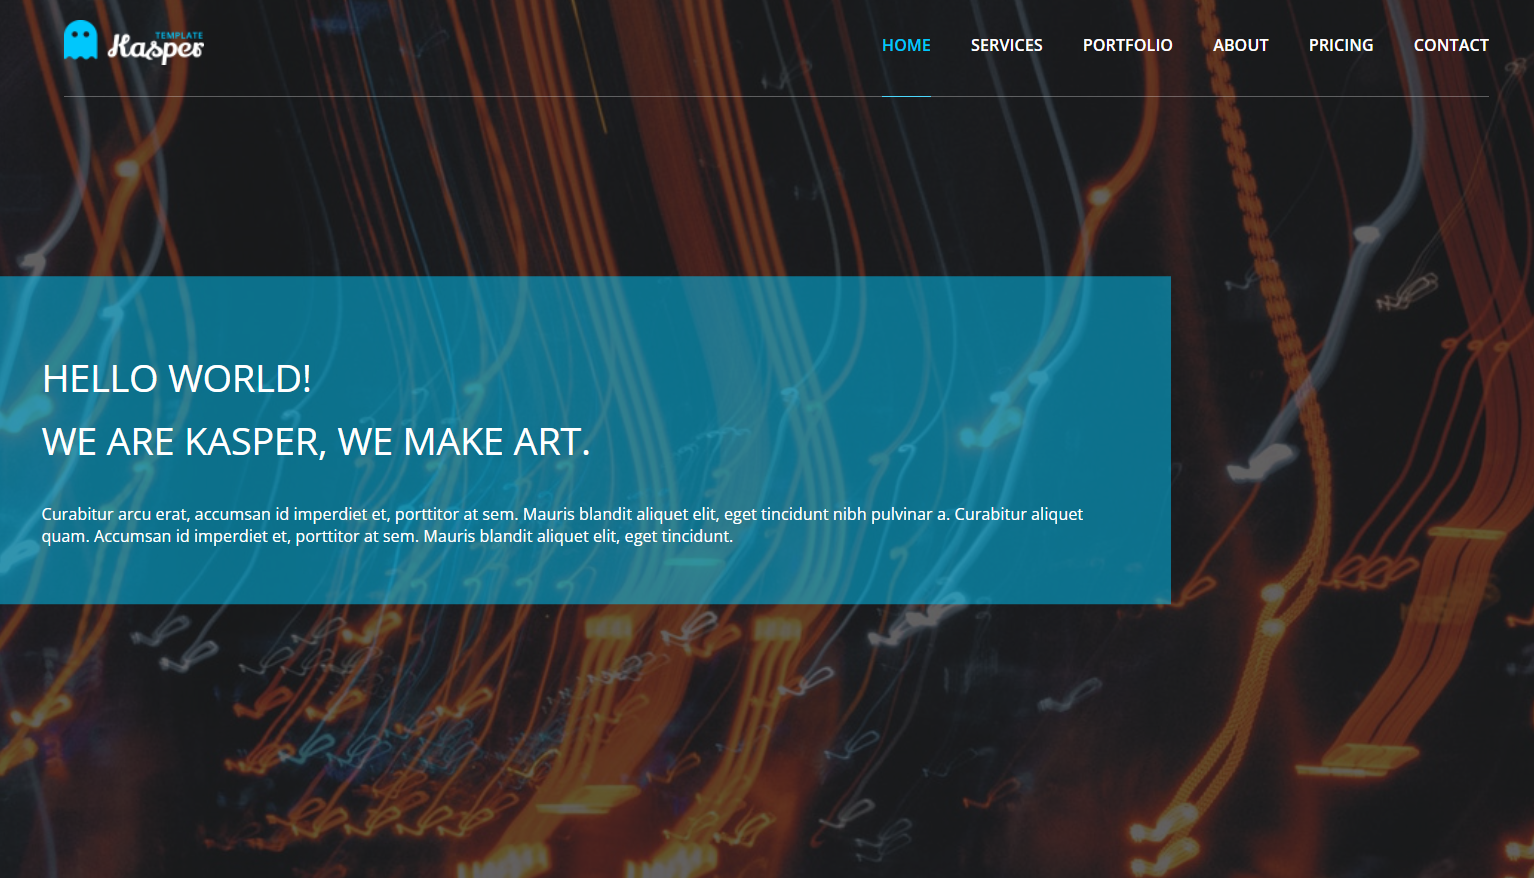 TEMPLATE
Kasper
HOME SERVICES PORTFOLIO ABOUT PRICING CONTACT
HELLO WORLD!
WE ARE KASPER, WE MAKE ART.
Curabitur arcu erat, accumsan id imperdiet et, porttitor at sem. Mauris blandit aliquet elit, eget tincidunt nibh pulvinar a. Curabitur aliquet
quam. Accumsan id imperdiet et, porttitor at sem. Mauris blandit aliquet elit, eget tincidunt.